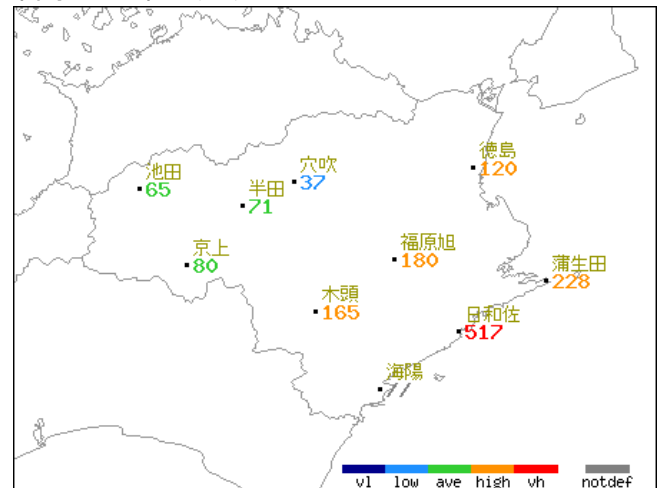 徳島
120
穴吹
37
池田
65
半田
71
福原旭
180
京上
80
蒲生田
228
木頭
165
日和佐
517
海陽
vl low ave high vh notdef